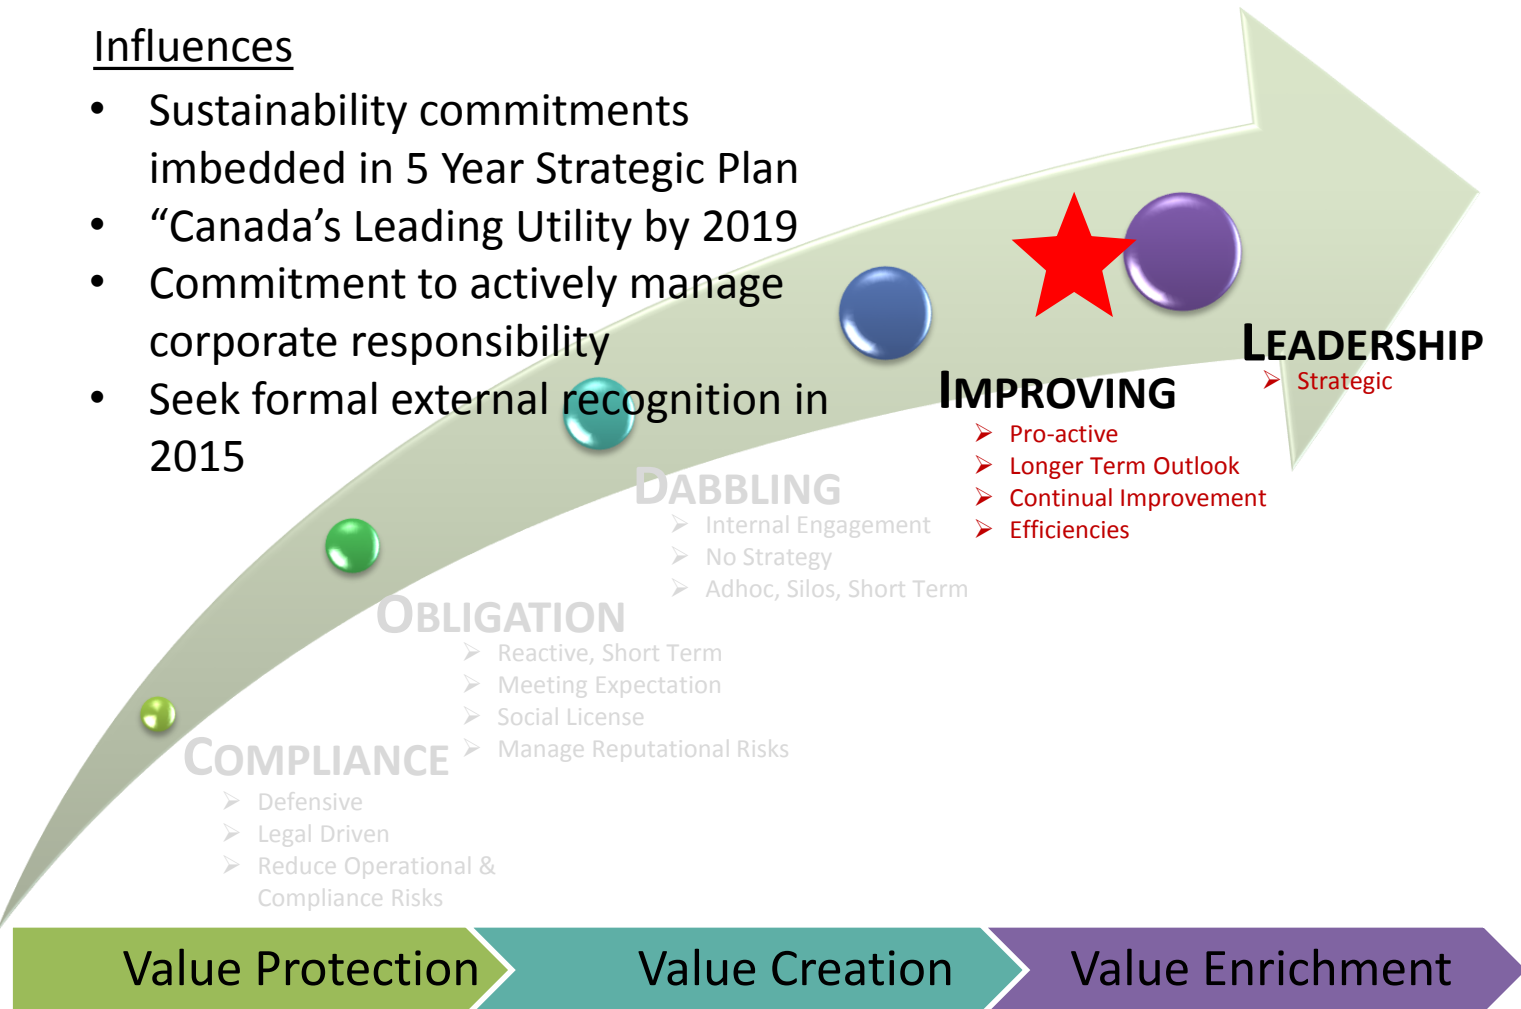 Influences
• Sustainability commitments
imbedded in 5 Year Strategic Plan
• “Canada’s Leading Utility by 2019
• Commitment to actively manage
corporate responsibility
• Seek formal external recognition in
2015
LEADERSHIP
➢ Strategic
IMPROVING
➢ Pro-active
➢ Longer Term Outlook
➢ Continual Improvement
➢ Efficiencies
DABBLING
➢ Internal Engagement
➢ No Strategy
➢ Adhoc, Silos, Short Term
OBLIGATION
➢ Reactive, Short Term
➢ Meeting Expectation
➢ Social License
➢ Manage Reputational Risks
COMPLIANCE
➢ Defensive
➢ Legal Driven
➢ Reduce Operational &
Compliance Risks
Value Protection
Value Creation
Value Enrichment